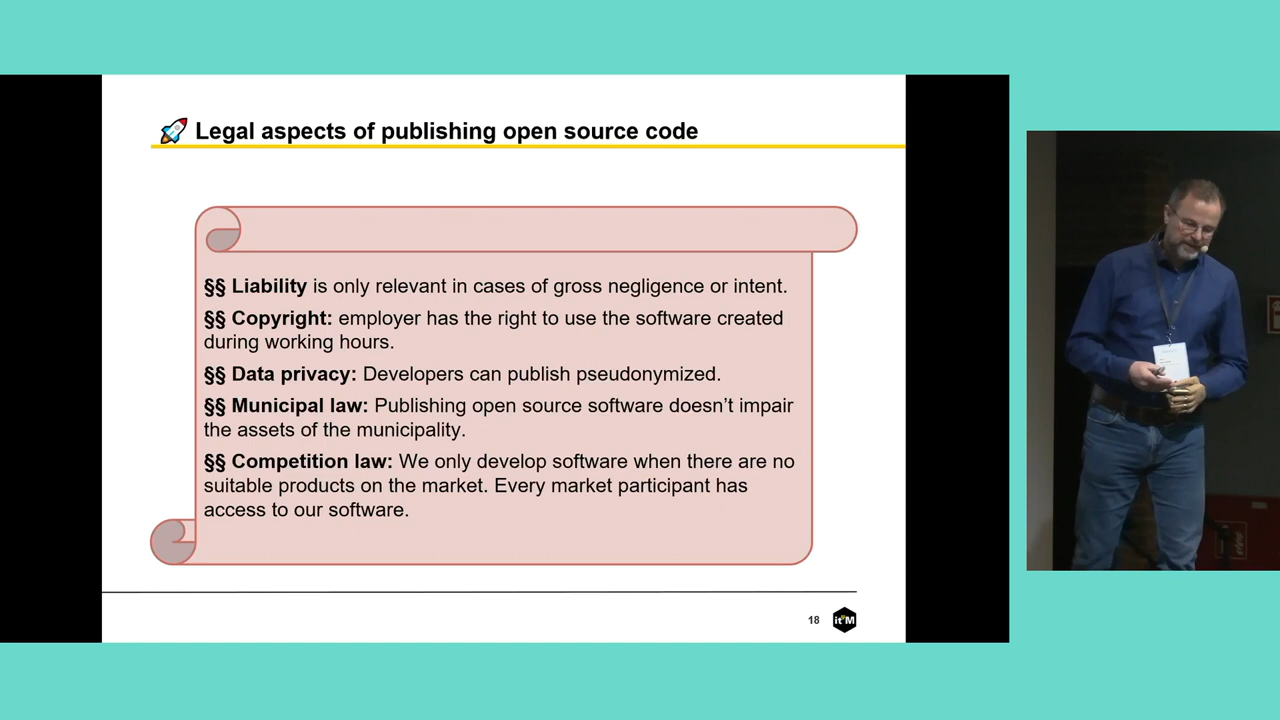 Legal aspects of publishing open source code
§§ Liability is only relevant in cases of gross negligence or intent.
§§ Copyright: employer has the right to use the software created
during working hours.
§§ Data privacy: Developers can publish pseudonymized.
§§ Municipal law: Publishing open source software doesn’t impair
the assets of the municipality.
§§ Competition law: We only develop software when there are no
suitable products on the market. Every market participant has
access to our software.
18
it@M